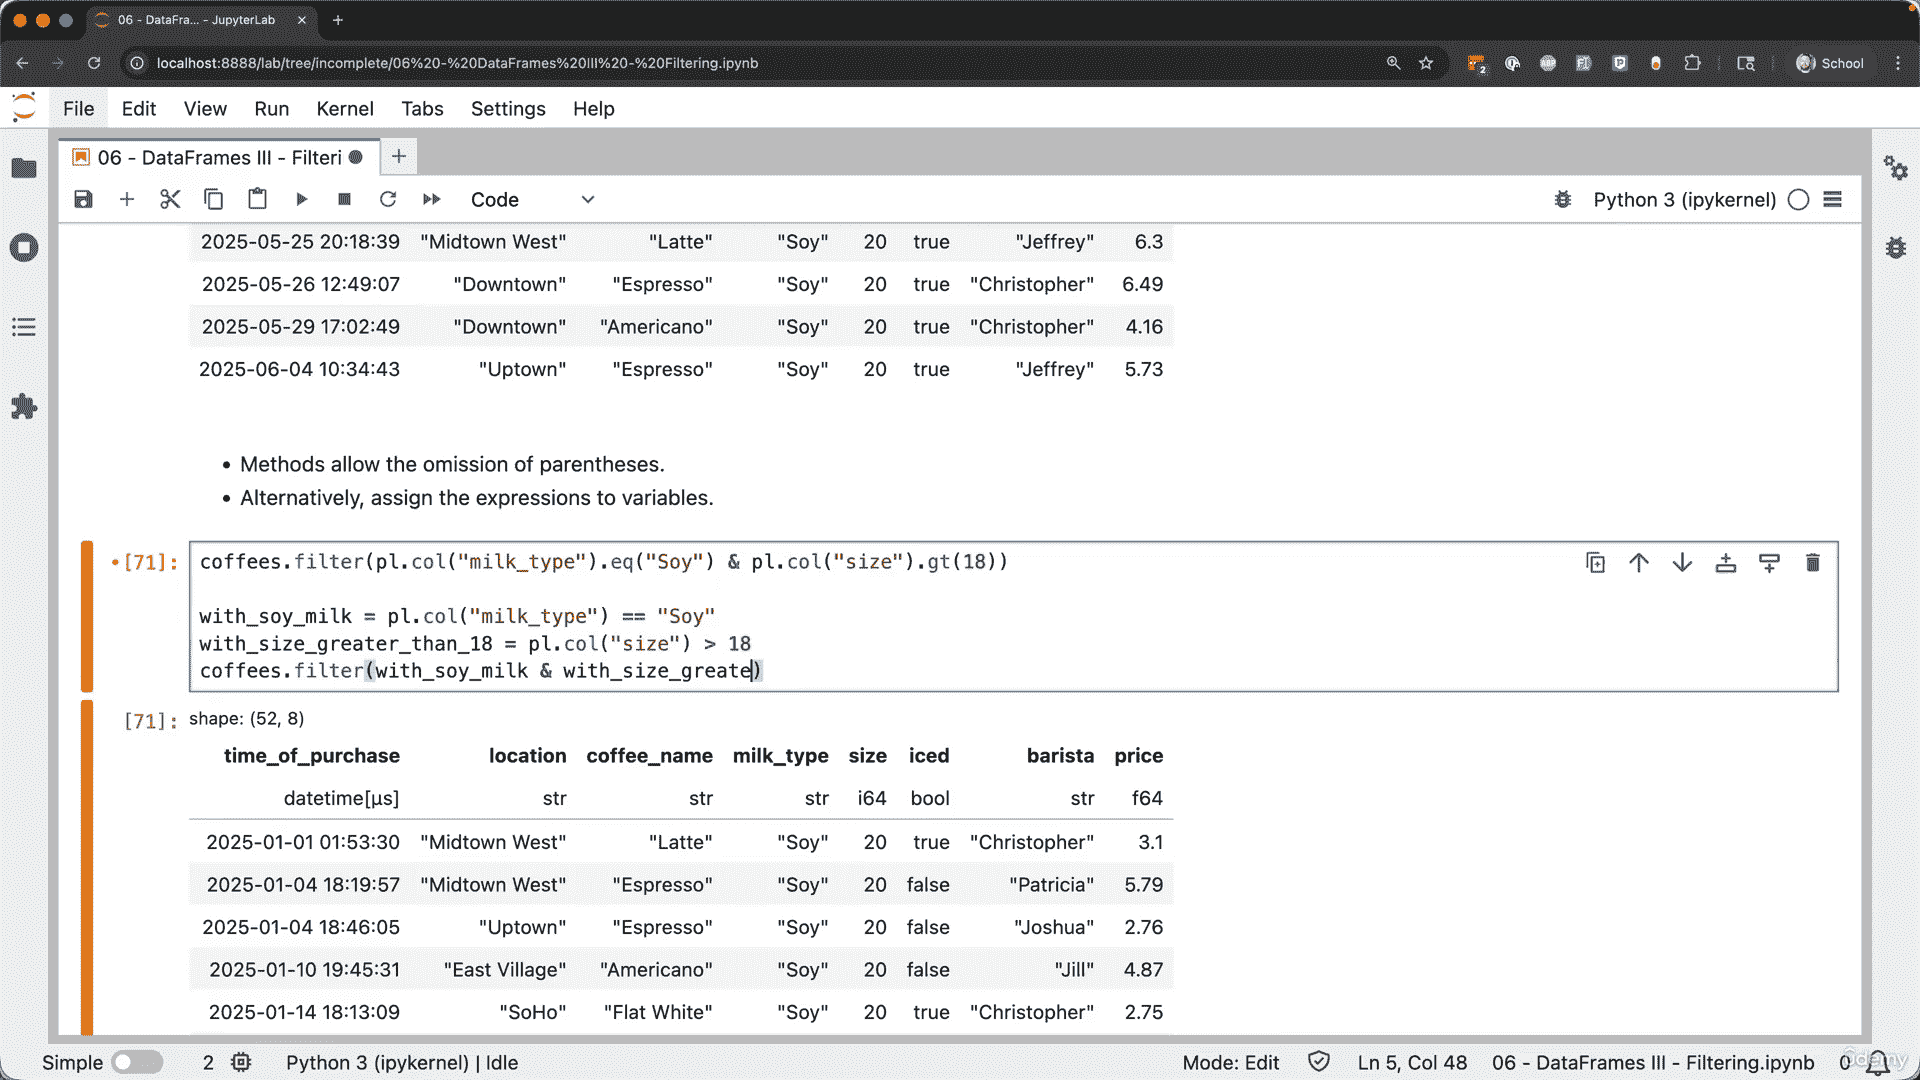 06 - DataFra... - JupyterLab
localhost:8888/lab/tree/incomplete/06%20-%20DataFrames%20III%20-%20Filtering.ipynb
2
School
File Edit View Run Kernel Tabs Settings Help
06 - DataFrames III - Filteri
Code
Python 3 (ipykernel)
2025-05-25 20:18:39 "Midtown West" "Latte" "Soy" 20 true "Jeffrey" 6.3
2025-05-26 12:49:07 "Downtown" "Espresso" "Soy" 20 true "Christopher" 6.49
2025-05-29 17:02:49 "Downtown" "Americano" "Soy" 20 true "Christopher" 4.16
2025-06-04 10:34:43 "Uptown" "Espresso" "Soy" 20 true "Jeffrey" 5.73
• Methods allow the omission of parentheses.
• Alternatively, assign the expressions to variables.
[71]: coffees.filter(pl.col("milk_type").eq("Soy") & pl.col("size").gt(18))
with_soy_milk = pl.col("milk_type") == "Soy"
with_size_greater_than_18 = pl.col("size") > 18
coffees.filter(with_soy_milk & with_size_greate)
[71]: shape: (52, 8)
time_of_purchase location coffee_name milk_type size iced barista price
datetime[μs] str str str i64 bool str f64
2025-01-01 01:53:30 "Midtown West" "Latte" "Soy" 20 true "Christopher" 3.1
2025-01-04 18:19:57 "Midtown West" "Espresso" "Soy" 20 false "Patricia" 5.79
2025-01-04 18:46:05 "Uptown" "Espresso" "Soy" 20 false "Joshua" 2.76
2025-01-10 19:45:31 "East Village" "Americano" "Soy" 20 false "Jill" 4.87
2025-01-14 18:13:09 "SoHo" "Flat White" "Soy" 20 true "Christopher" 2.75
Simple 2 Python 3 (ipykernel) | Idle Mode: Edit Ln 5, Col 48 06 - DataFrames III - Filtering.ipynb 0
ûdemy